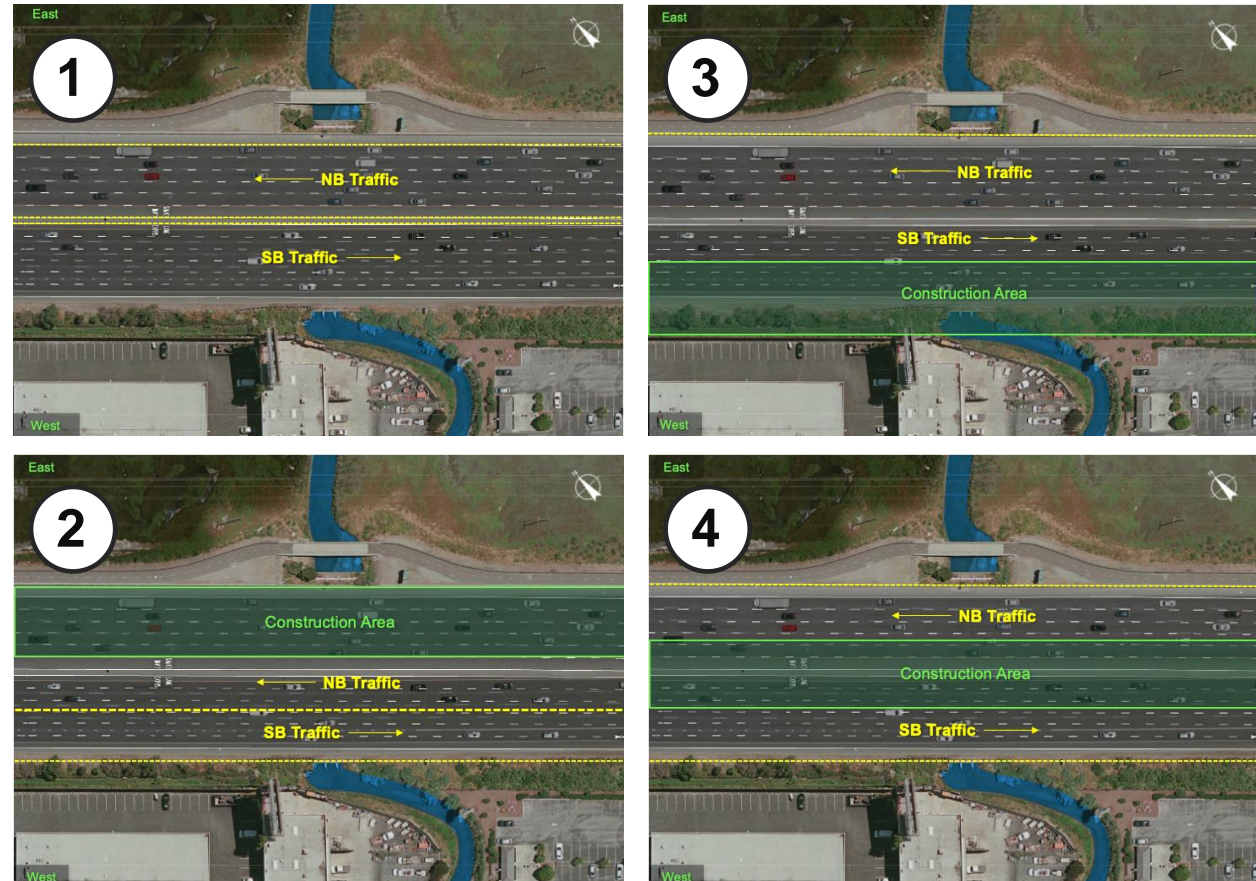 East
1
NB Traffic
SB Traffic
West
East
3
NB Traffic
SB Traffic
Construction Area
West
East
2
Construction Area
NB Traffic
SB Traffic
West
East
4
NB Traffic
Construction Area
SB Traffic
West